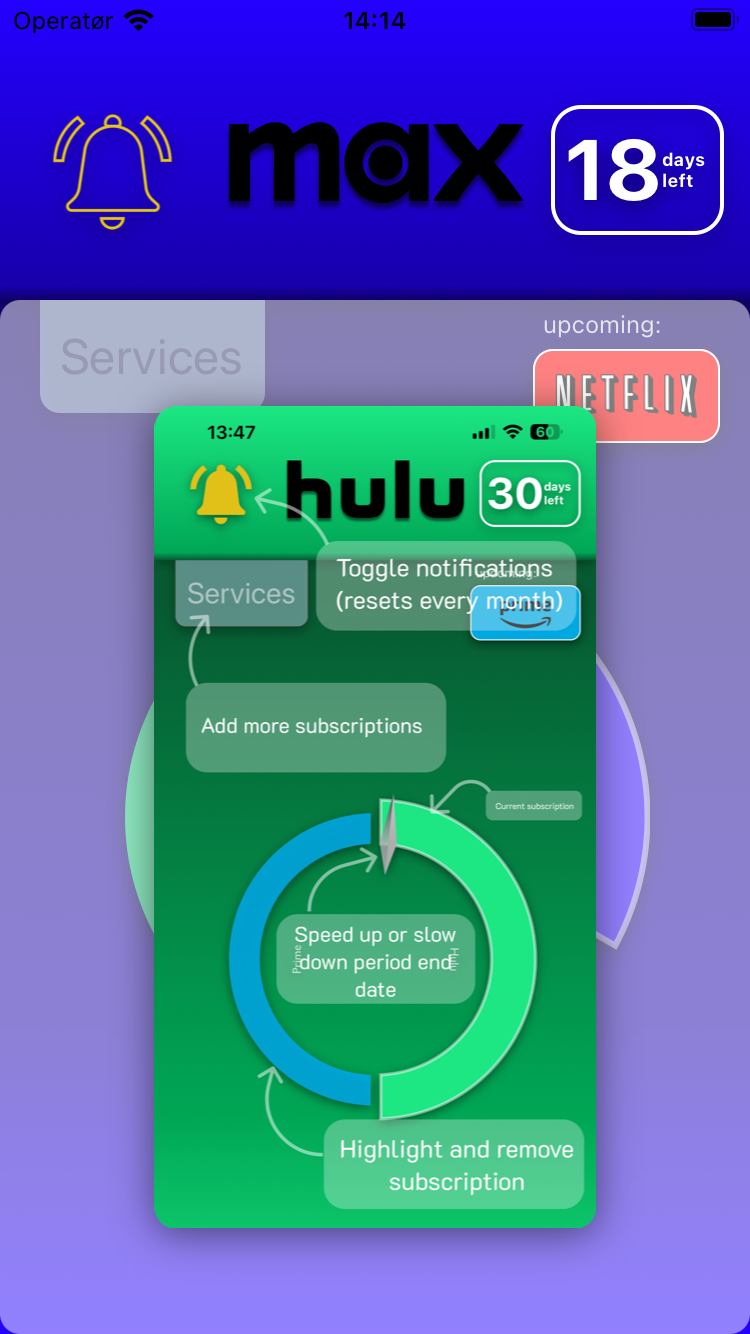 Operatør
14:14
max
18 days left
upcoming:
Services
NETFLIX
13:47
60
hulu
30 days left
Toggle notifications
(resets every month)
upcoming:
prime
Services
Add more subscriptions
Current subscription
Speed up or slow
down period end
date
Prime
Hulu
Highlight and remove
subscription